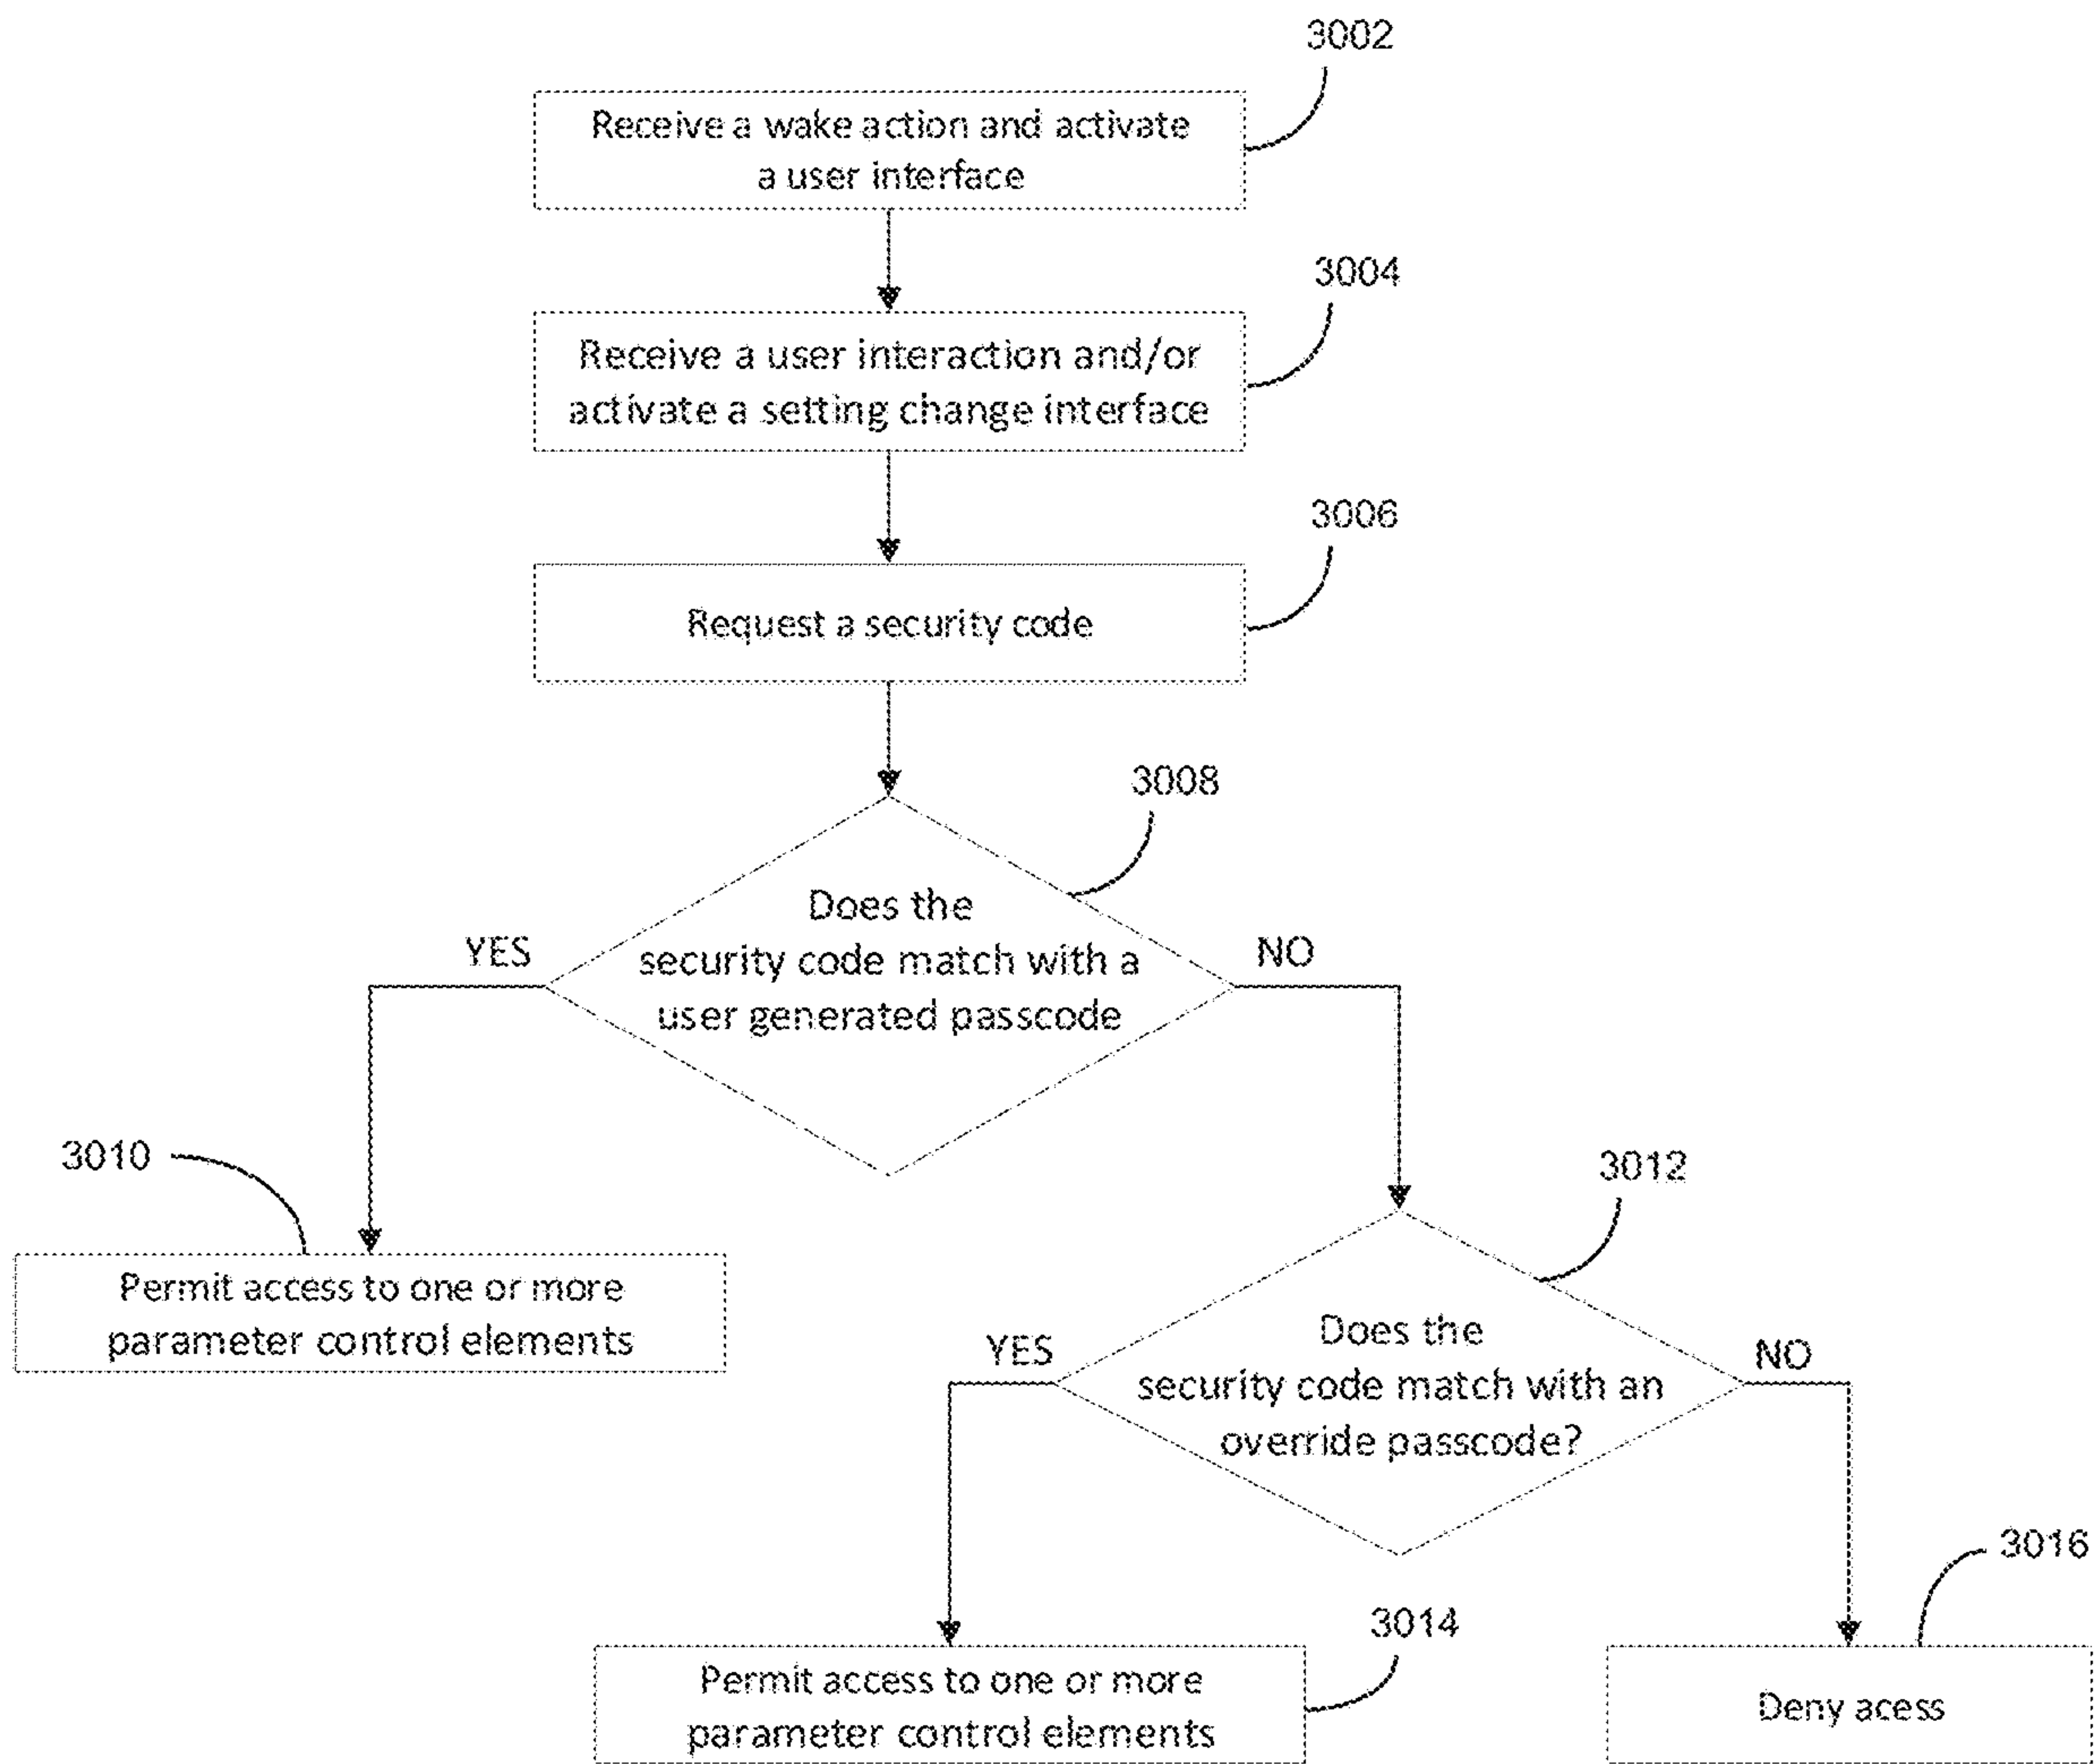 3002
Receive a wake action and activate
a user interface
3004
Receive a user interaction and/or
activate a setting change interface
3006
Request a security code
3008
Does the
security code match with a
user generated passcode
YES
NO
3010
Permit access to one or more
parameter control elements
3012
Does the
security code match with an
override passcode?
YES
NO
3014
Permit access to one or more
parameter control elements
3016
Deny acess